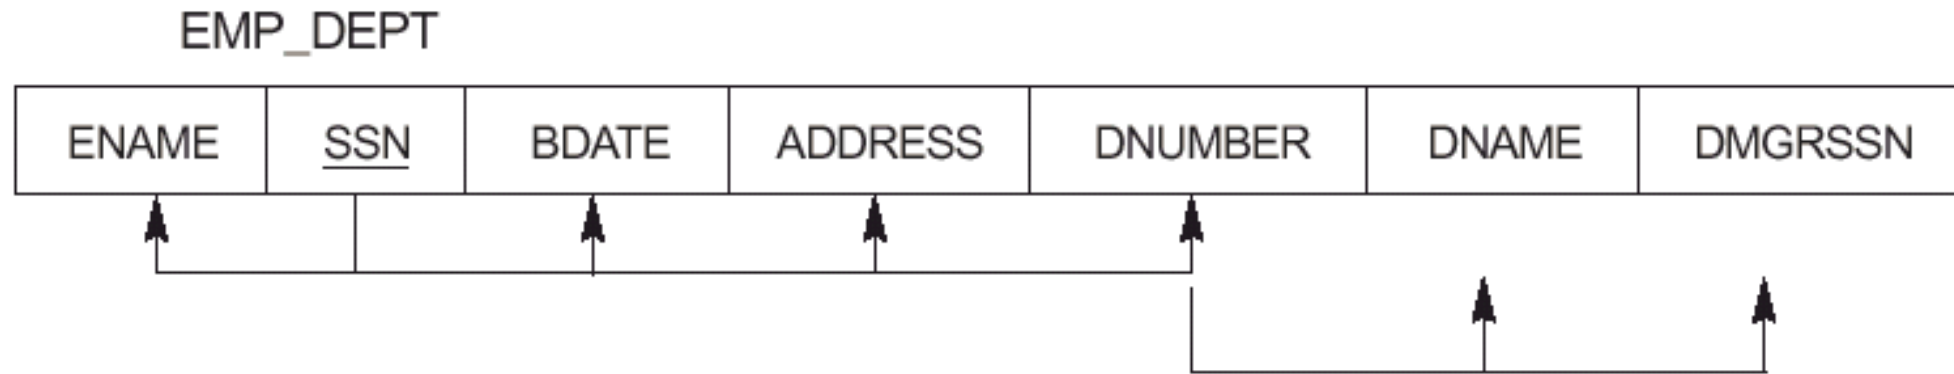 EMP_DEPT
ENAME SSN BDATE ADDRESS DNUMBER DNAME DMGRSSN